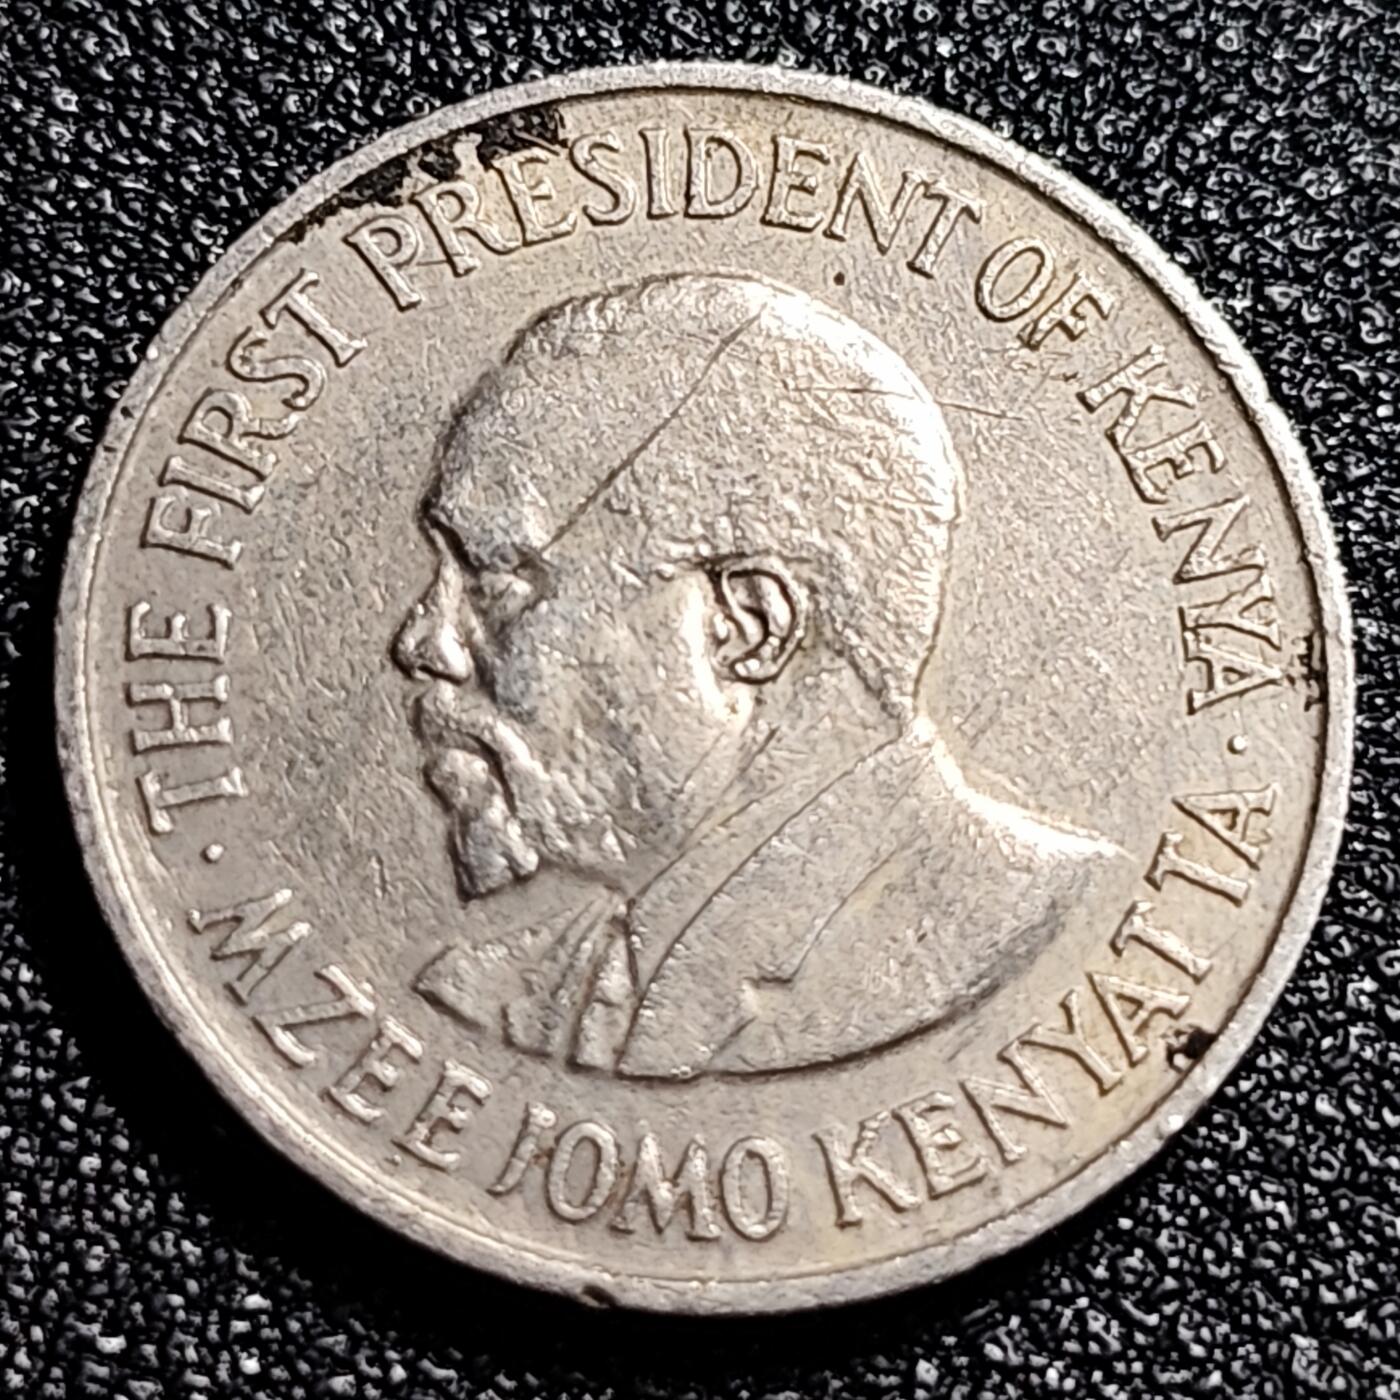 THE FIRST PRESIDENT OF KENYA
· MZEE JOMO KENYATTA ·